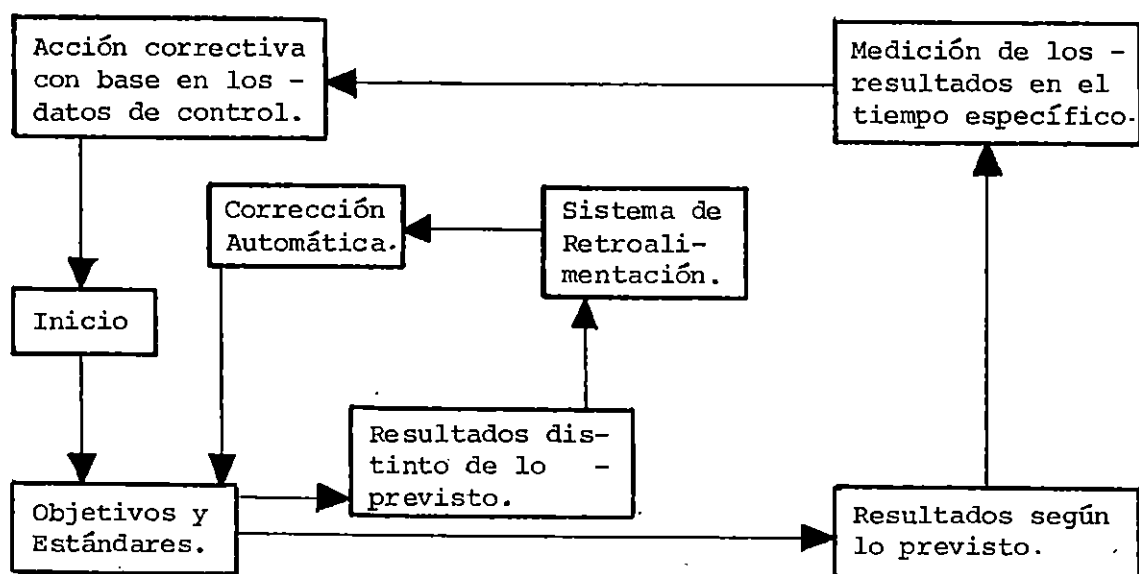 Acción correctiva
con base en los -
datos de control.
Medición de los -
resultados en el
tiempo específico.
Corrección
Automática.
Sistema de
Retroali-
mentación.
Inicio
Resultados dis-
tinto de lo -
previsto.
Objetivos y
Estándares.
Resultados según
lo previsto.